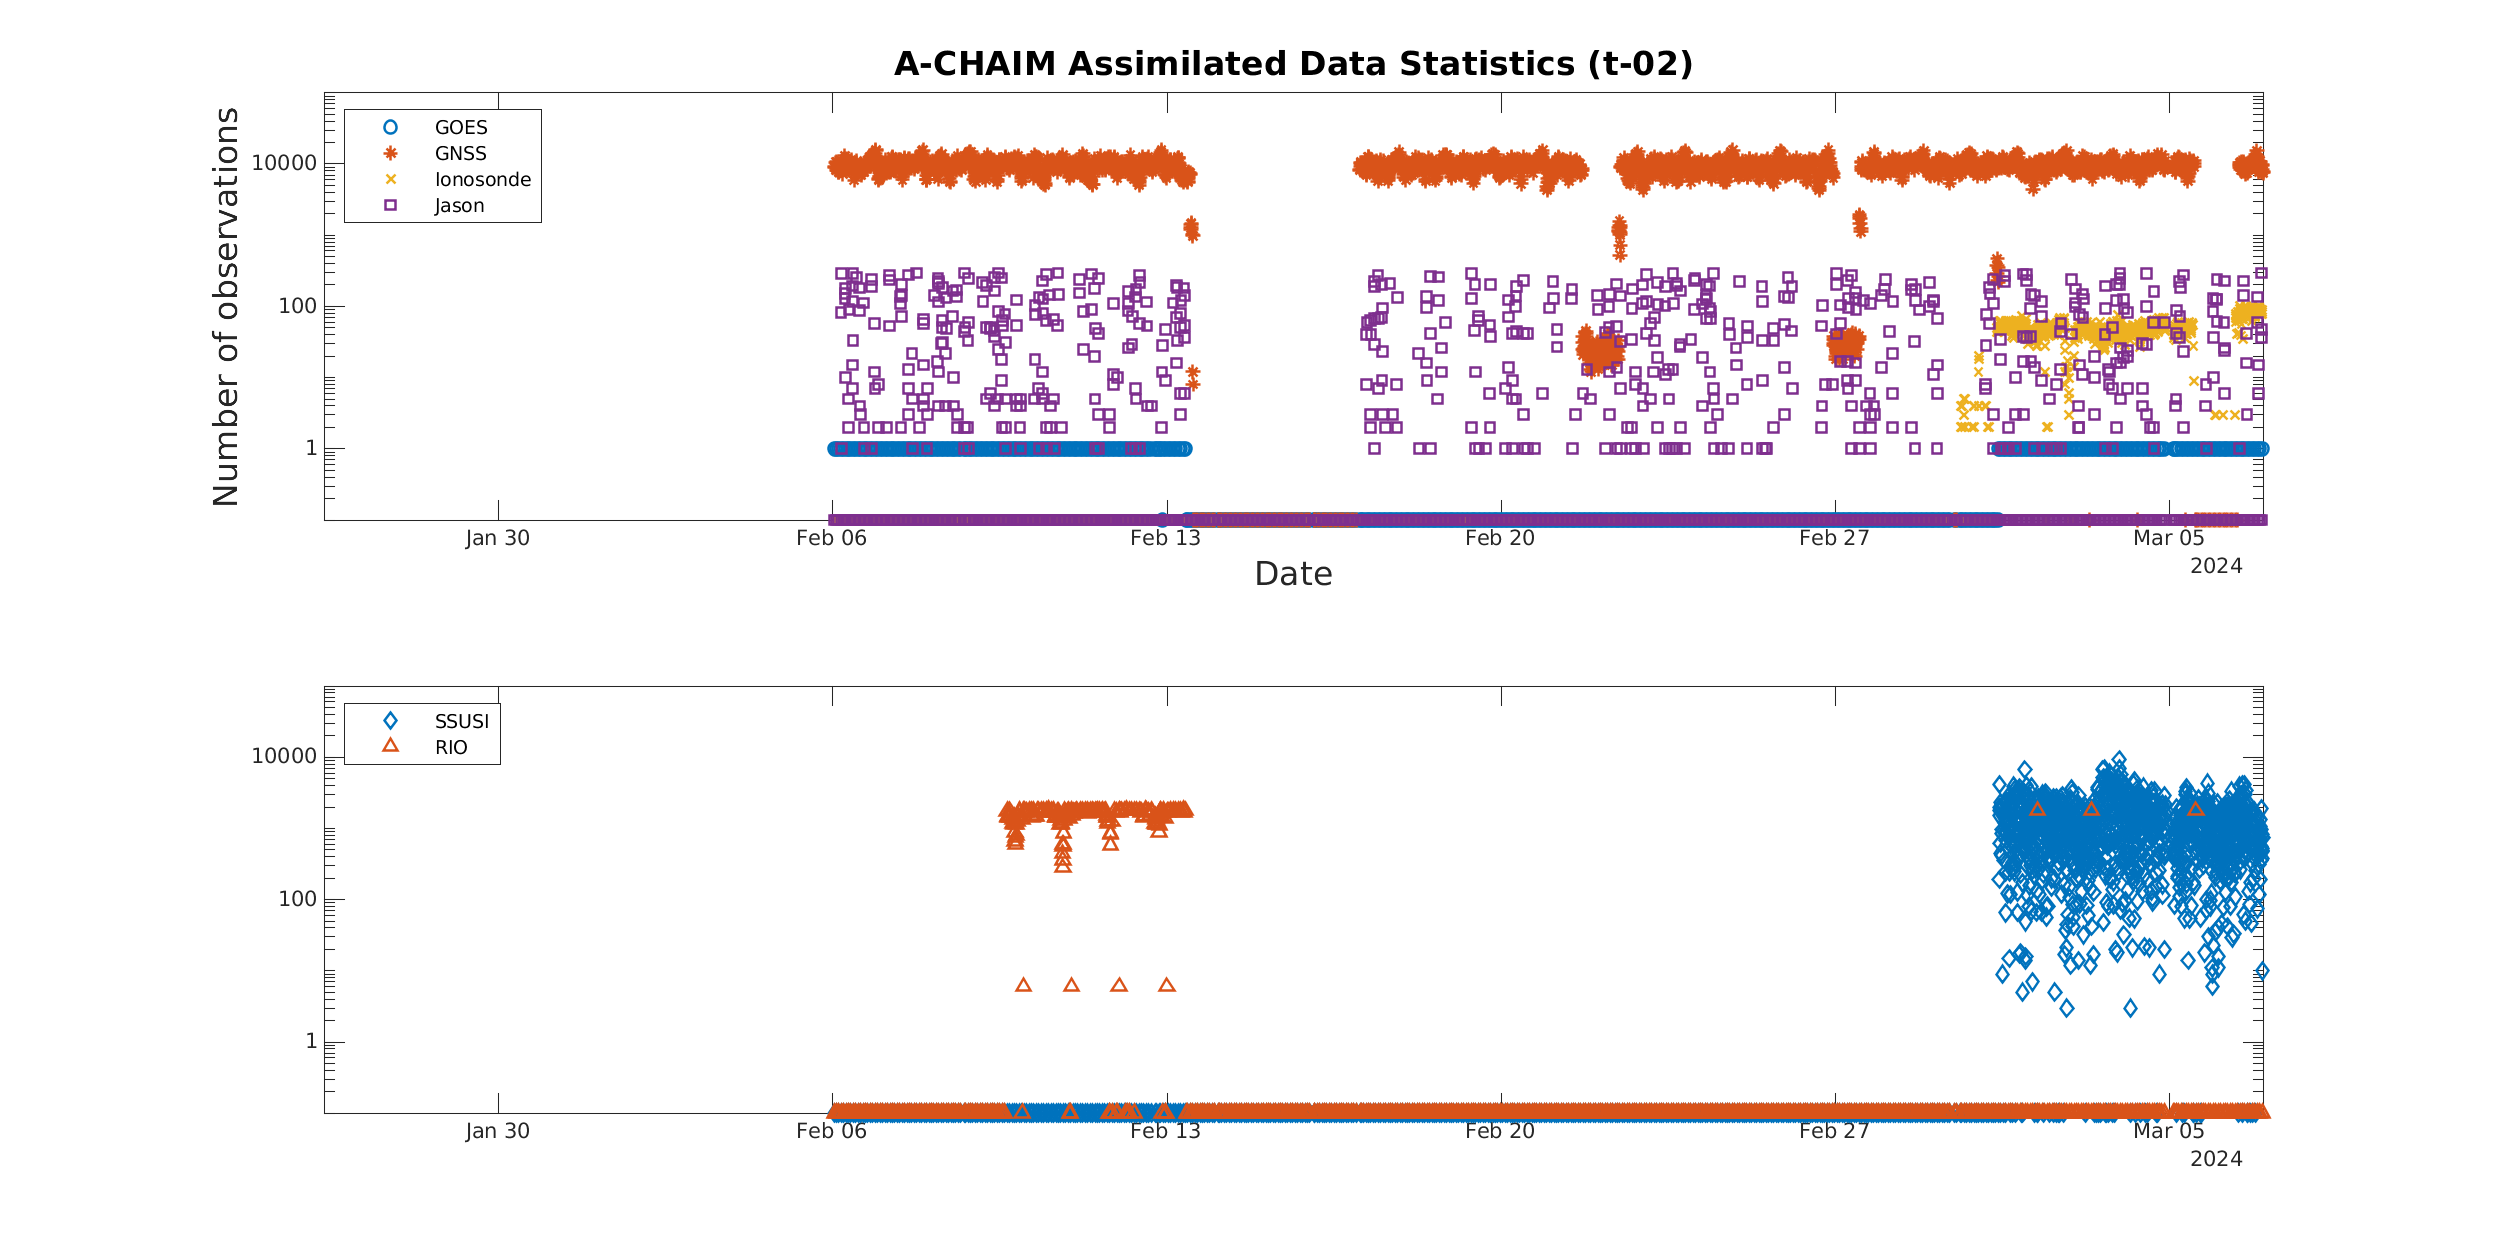 A-CHAIM Assimilated Data Statistics (t-02)
Number of observations
10000
100
1
GOES
GNSS
Ionosonde
Jason
Jan 30
Feb 06
Feb 13
Feb 20
Feb 27
Mar 05
2024
Date
10000
100
1
SSUSI
RIO
Jan 30
Feb 06
Feb 13
Feb 20
Feb 27
Mar 05
2024